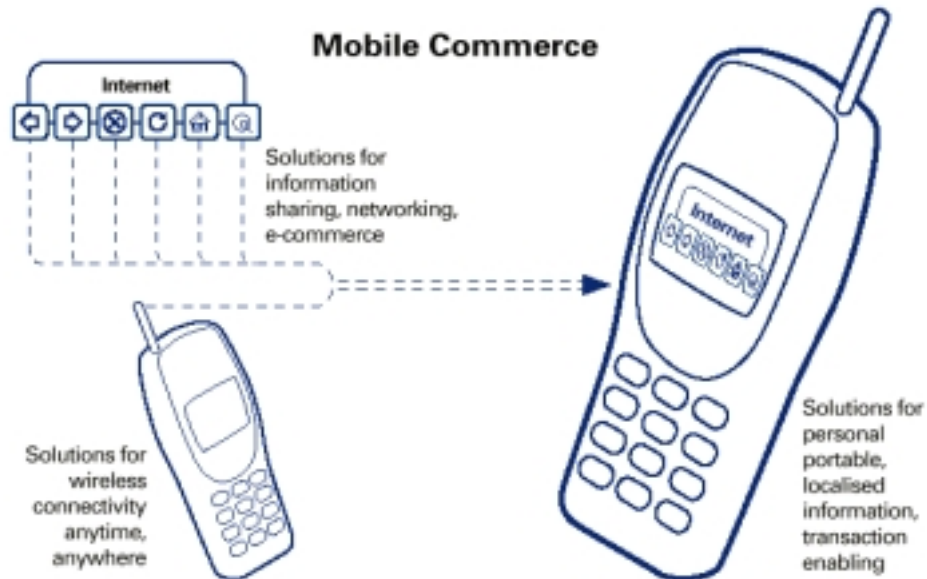 Mobile Commerce
Internet
Solutions for
information
sharing, networking,
e-commerce
Internet
Solutions for
wireless
connectivity
anytime,
anywhere
Solutions for
personal
portable,
localised
information,
transaction
enabling